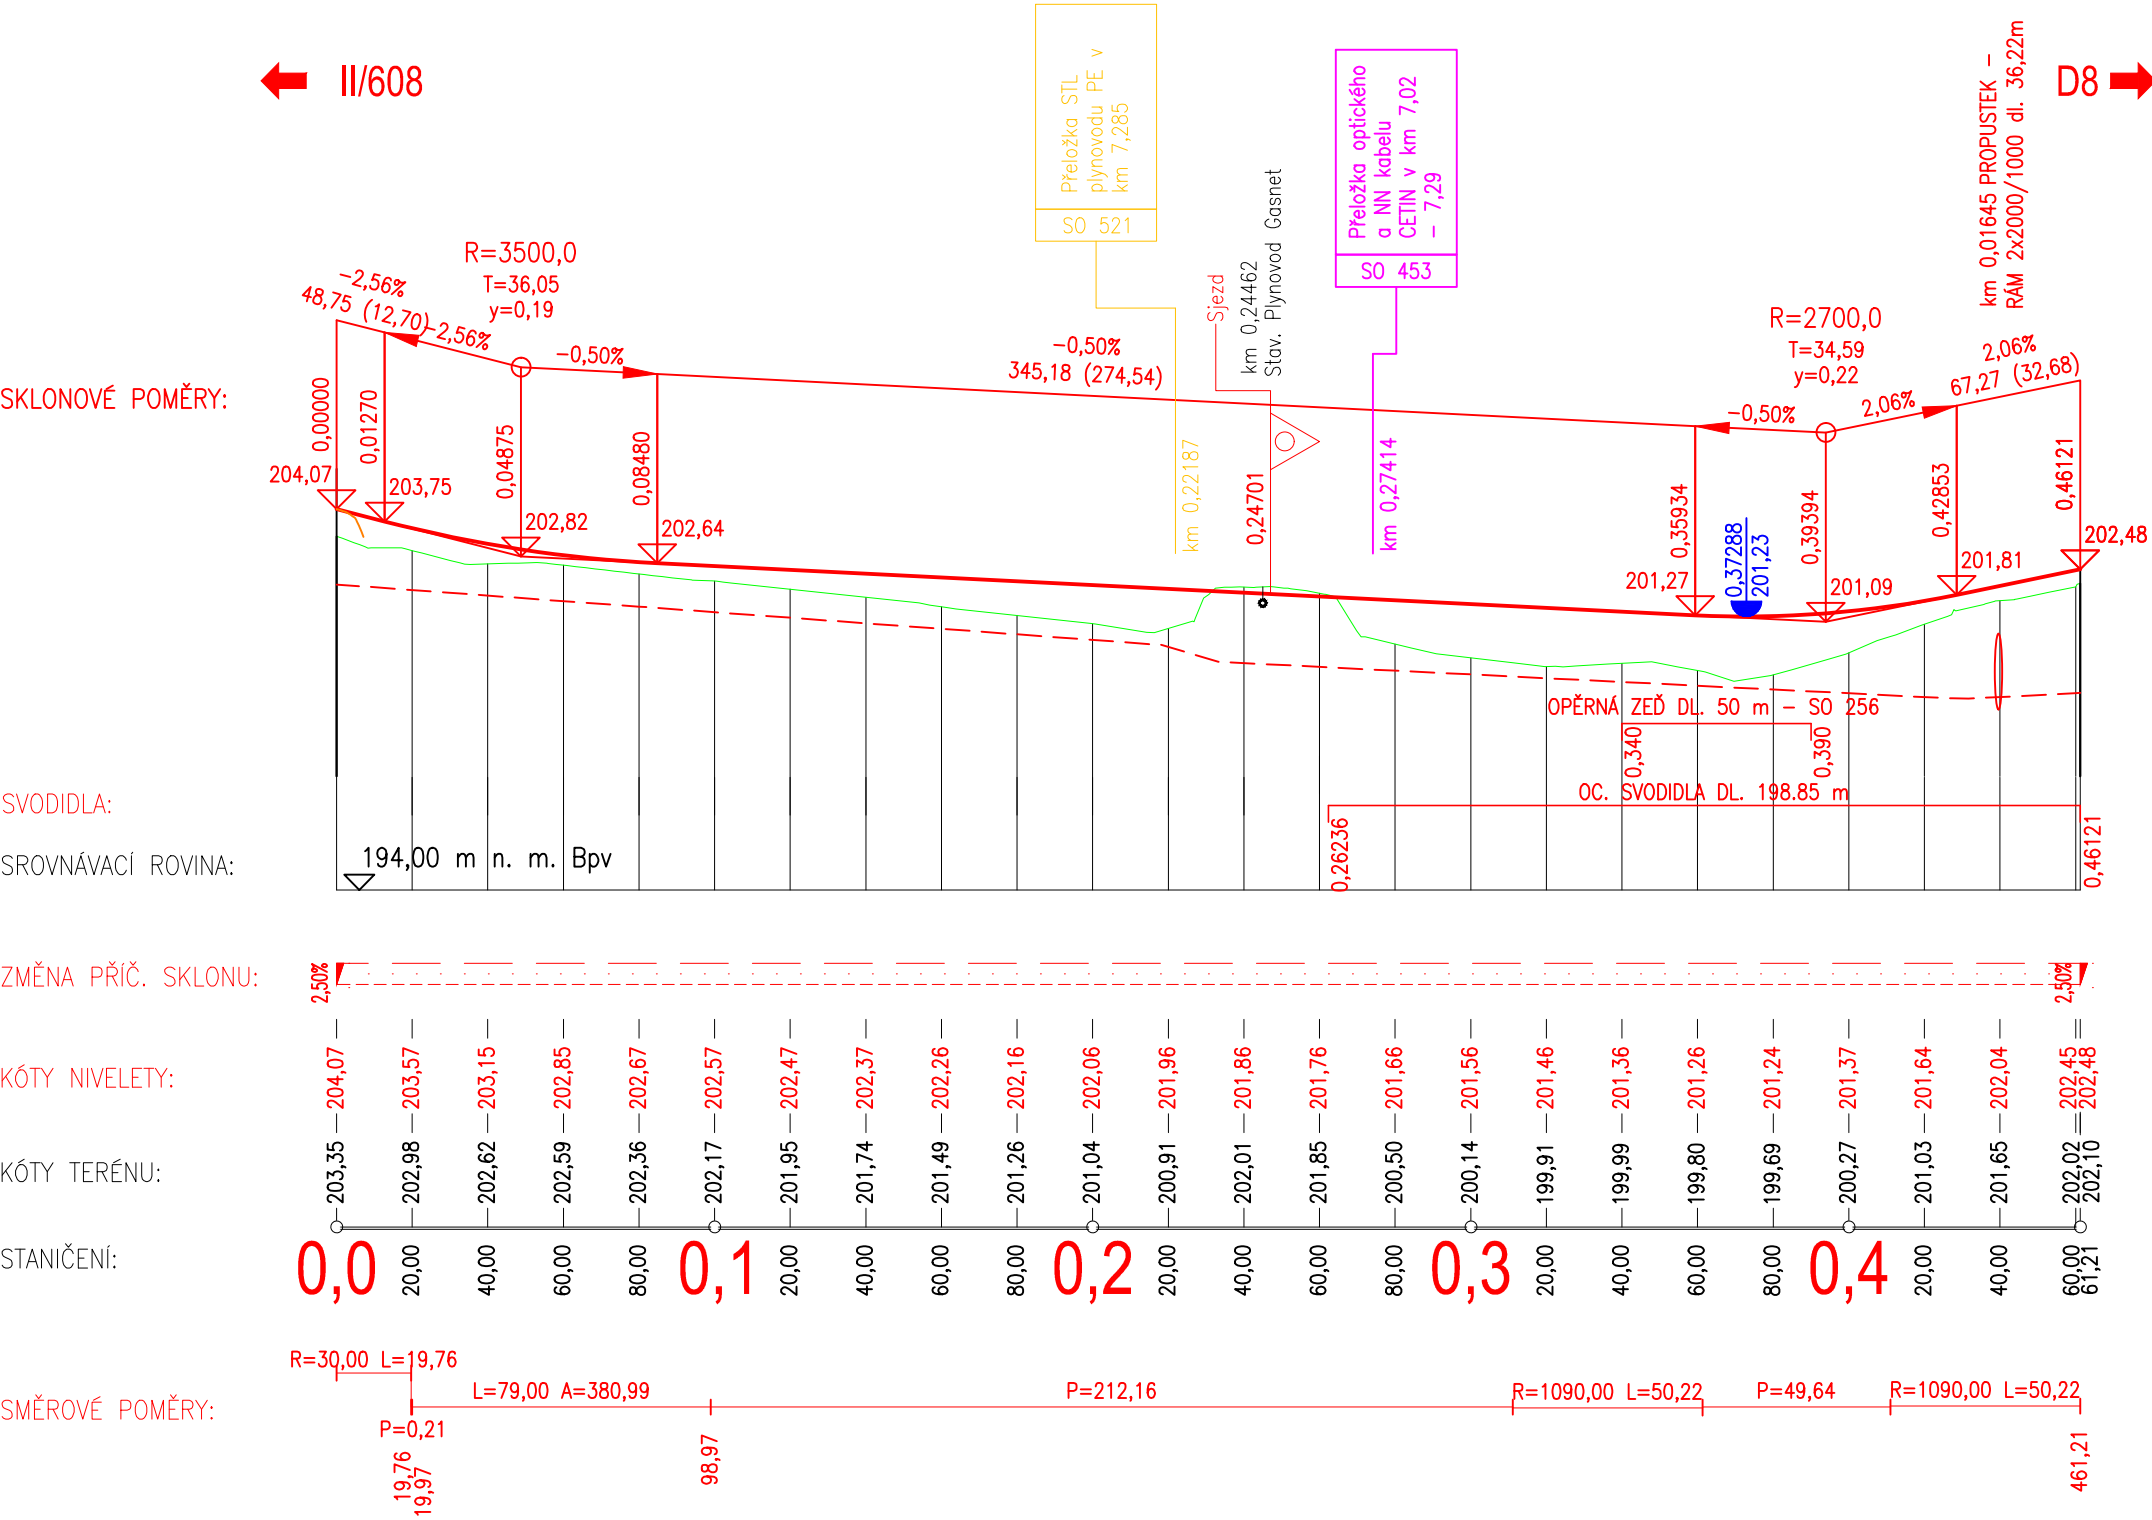 II/608
D8
Přeložka STL
plynovodu PE v
km 7,285
SO 521
Přeložka optického
a NN kabelu
CETIN v km 7,02
– 7,29
SO 453
km 0,01645 PROPUSTEK –
RÁM 2x2000/1000 dl. 36,22m
Sjezd
km 0,24462
Stav. Plynovod Gasnet
R=3500,0
T=36,05
y=0,19
R=2700,0
T=34,59
y=0,22
SKLONOVÉ POMĚRY:
–2,56%
48,75 (12,70)
–2,56%
–0,50%
–0,50%
345,18 (274,54)
–0,50%
2,06%
2,06%
67,27 (32,68)
0,00000
0,01270
0,04875
0,08480
km 0,22187
0,24701
km 0,27414
0,35934
0,37288
201,23
0,39394
0,42853
0,46121
204,07
203,75
202,82
202,64
201,27
201,09
201,81
202,48
OPĚRNÁ ZEĎ DL. 50 m – SO 256
0,340
0,390
SVODIDLA:
OC. SVODIDLA DL. 198.85 m
0,26236
0,46121
SROVNÁVACÍ ROVINA:
194,00 m n. m. Bpv
ZMĚNA PŘÍČ. SKLONU:
2,50%
2,50%
KÓTY NIVELETY:
204,07
203,57
203,15
202,85
202,67
202,57
202,47
202,37
202,26
202,16
202,06
201,96
201,86
201,76
201,66
201,56
201,46
201,36
201,26
201,24
201,37
201,64
202,04
202,45
202,48
KÓTY TERÉNU:
203,35
202,98
202,62
202,59
202,36
202,17
201,95
201,74
201,49
201,26
201,04
200,91
202,01
201,85
200,50
200,14
199,91
199,99
199,80
199,69
200,27
201,03
201,65
202,02
202,10
STANIČENÍ:
0,0
20,00
40,00
60,00
80,00
0,1
20,00
40,00
60,00
80,00
0,2
20,00
40,00
60,00
80,00
0,3
20,00
40,00
60,00
80,00
0,4
20,00
40,00
60,00
61,21
SMĚROVÉ POMĚRY:
R=30,00 L=19,76
P=0,21
L=79,00 A=380,99
P=212,16
R=1090,00 L=50,22
P=49,64
R=1090,00 L=50,22
19,76
19,97
98,97
461,21